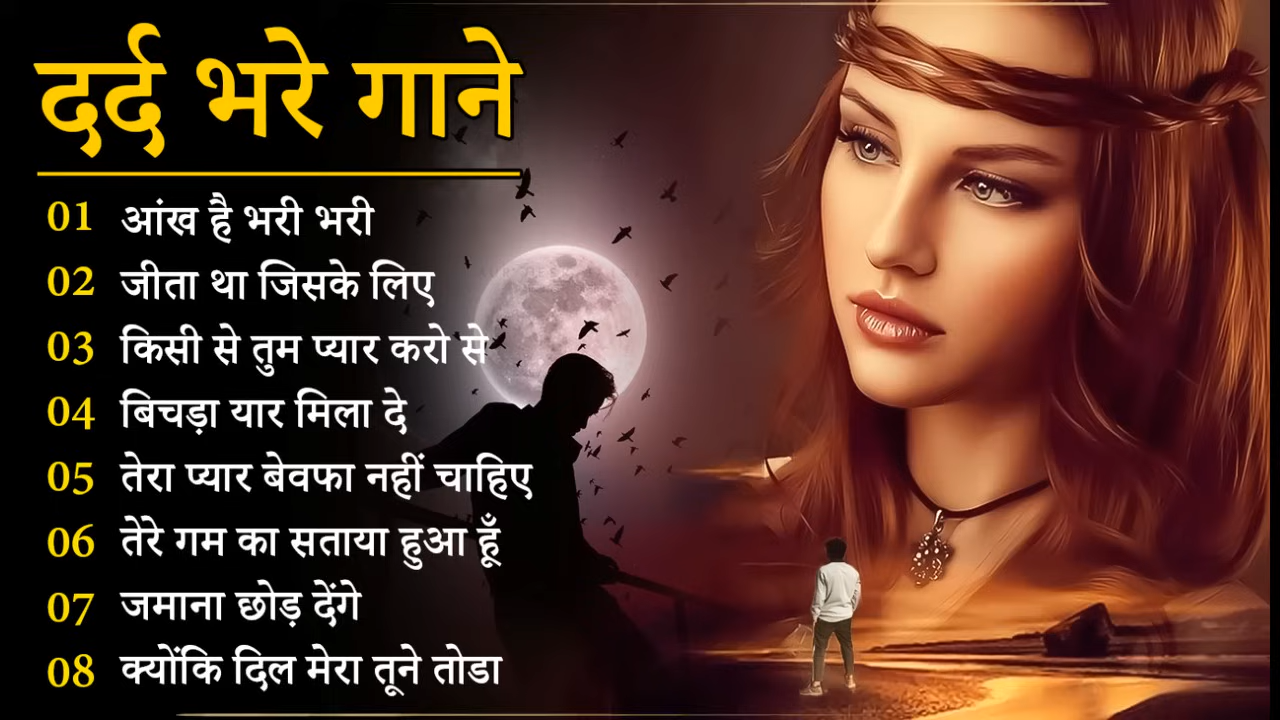 दर्द भरे गाने
01 आंख है भरी भरी
02 जीता था जिसके लिए
03 किसी से तुम प्यार करो से
04 बिचड़ा यार मिला दे
05 तेरा प्यार बेवफा नहीं चाहिए
06 तेरे गम का सताया हुआ हूँ
07 जमाना छोड़ देंगे
08 क्योंकि दिल मेरा तूने तोडा